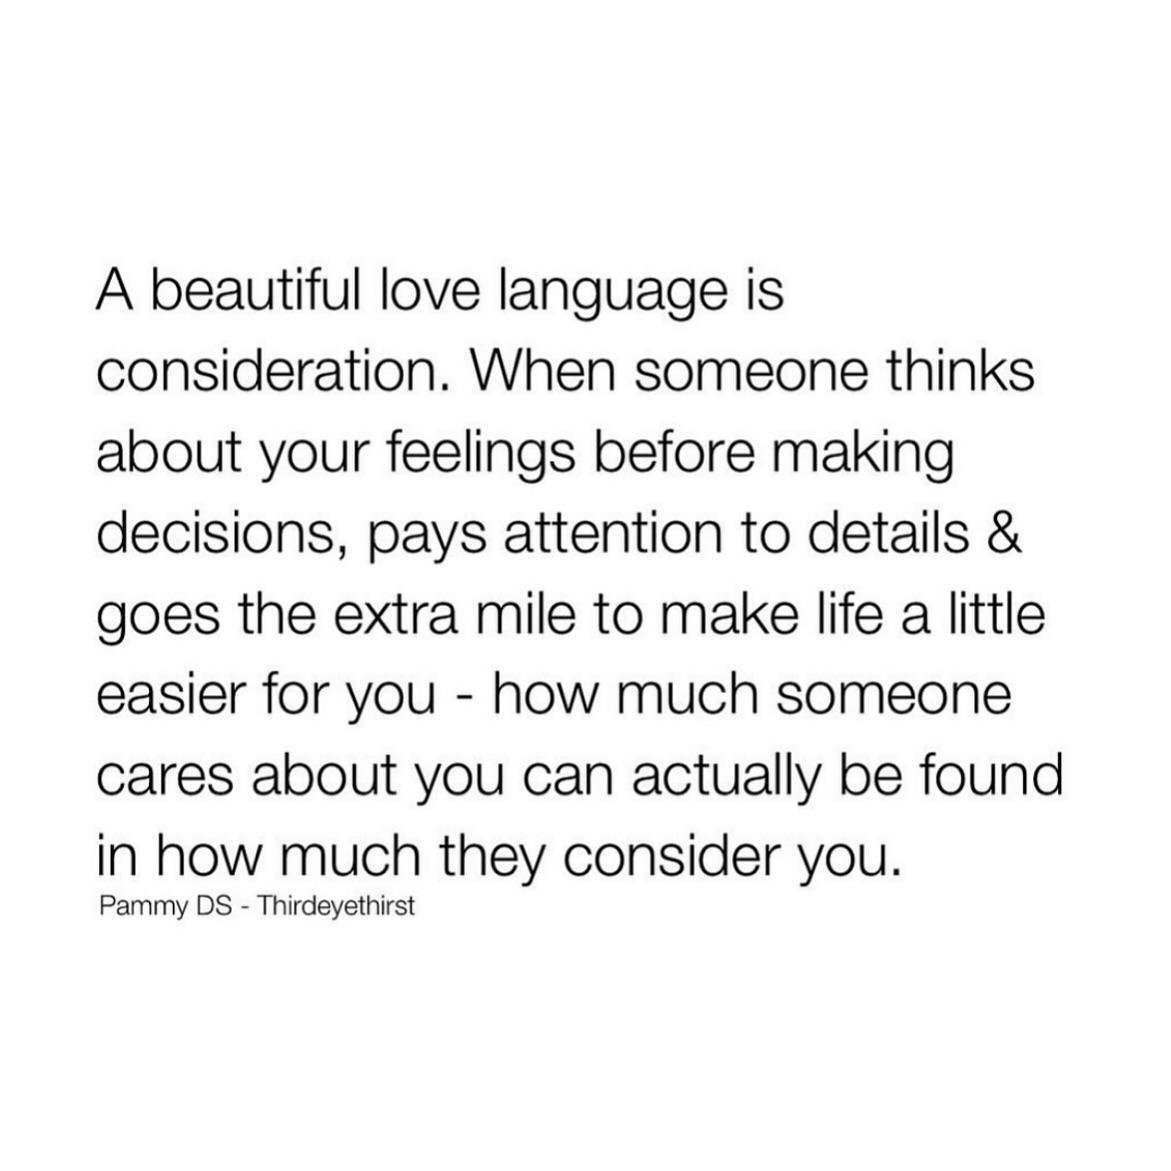 A beautiful love language is
consideration. When someone thinks
about your feelings before making
decisions, pays attention to details &
goes the extra mile to make life a little
easier for you - how much someone
cares about you can actually be found
in how much they consider you.
Pammy DS - Thirdeyethirst